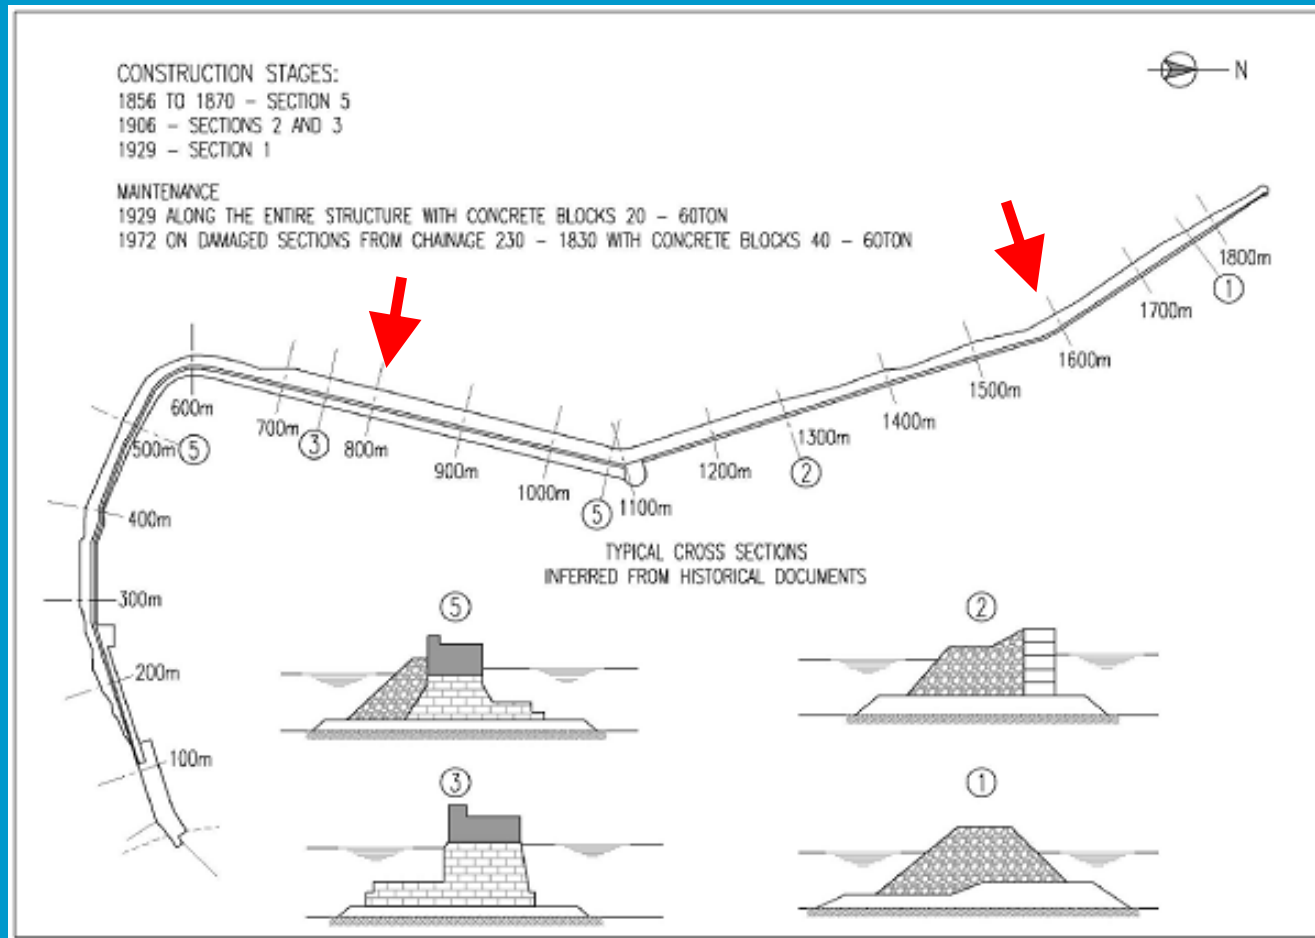 CONSTRUCTION STAGES:
1856 TO 1870 - SECTION 5
1906 - SECTIONS 2 AND 3
1929 - SECTION 1
N
MAINTENANCE
1929 ALONG THE ENTIRE STRUCTURE WITH CONCRETE BLOCKS 20 - 60TON
1972 ON DAMAGED SECTIONS FROM CHAINAGE 230 - 1830 WITH CONCRETE BLOCKS 40 - 60TON
1800m
1
1700m
1600m
1500m
1400m
1300m
2
1200m
1100m
5
1000m
900m
800m
3
700m
600m
500m
5
400m
300m
200m
100m
TYPICAL CROSS SECTIONS
INFERRED FROM HISTORICAL DOCUMENTS
5
2
3
1